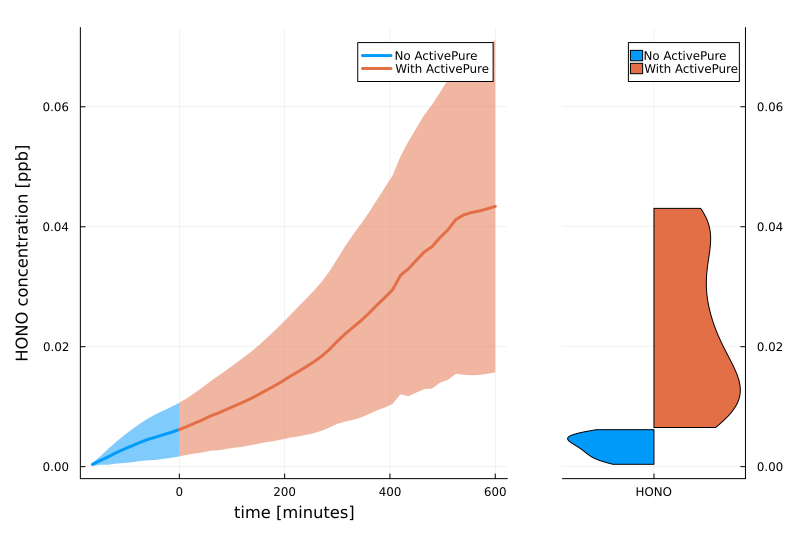 No ActivePure
With ActivePure
No ActivePure
With ActivePure
HONO concentration [ppb]
0.06
0.04
0.02
0.00
0.06
0.04
0.02
0.00
0
200
400
600
HONO
time [minutes]